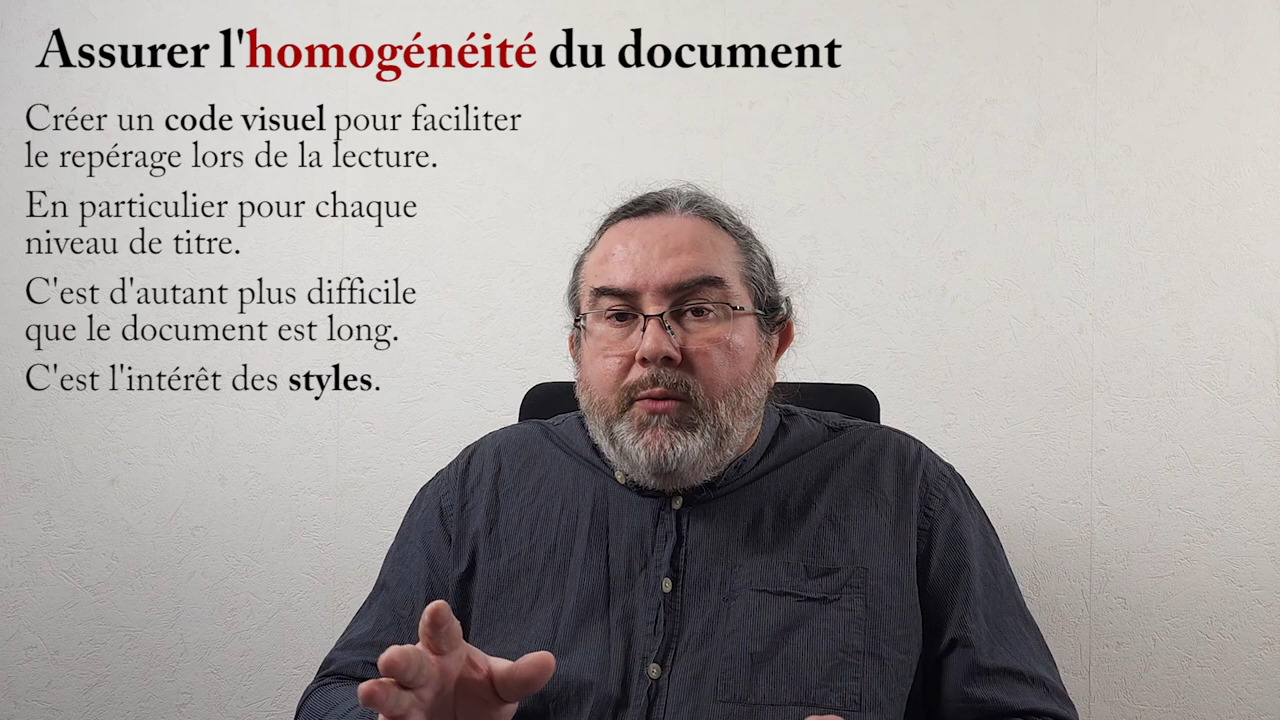 Assurer l'homogénéité du document
Créer un code visuel pour faciliter
le repérage lors de la lecture.
En particulier pour chaque
niveau de titre.
C'est d'autant plus difficile
que le document est long.
C'est l'intérêt des styles.